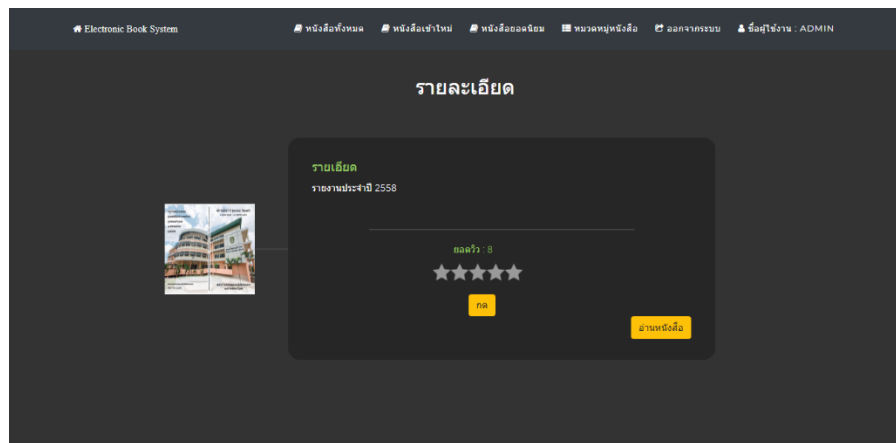 Electronic Book System
หนังสือทั้งหมด
หนังสือเข้าใหม่
หนังสือยอดนิยม
หมวดหมู่หนังสือ
ออกจากระบบ
ชื่อผู้ใช้งาน : ADMIN
รายละเอียด
รายเอียด
รายงานประจำปี 2558
ยอดวิว : 8
กด
อ่านหนังสือ